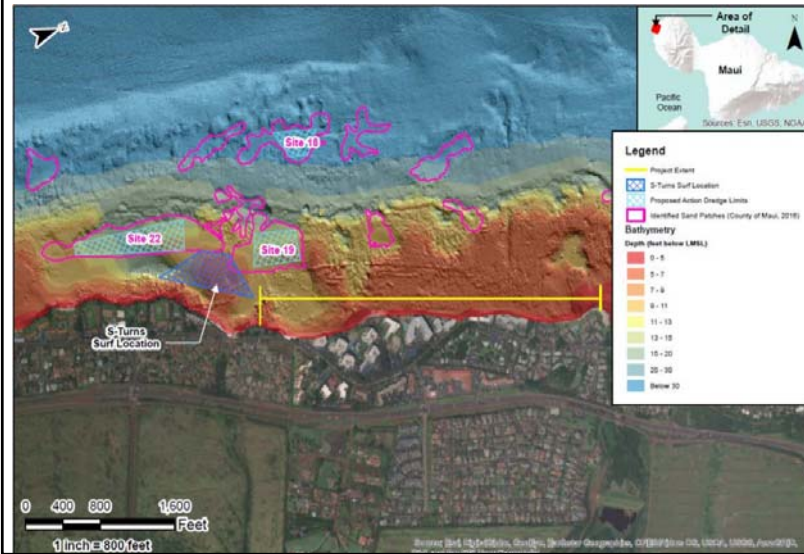 Area of
Detail
N
Maui
Pacific
Ocean
Sources: Esri, USGS, NOAA
Legend
Project Extent
S-Turns Surf Location
Proposed Action Dredge Limits
Identified Sand Patches (County of Maui, 2016)
Bathymetry
Depth (feet below LMSL)
0 - 5
5 - 7
7 - 9
9 - 11
11 - 13
13 - 15
15 - 20
20 - 30
Below 30
Site 18
Site 22
Site 19
S-Turns
Surf Location
0 400 800 1,600
Feet
1 inch = 800 feet